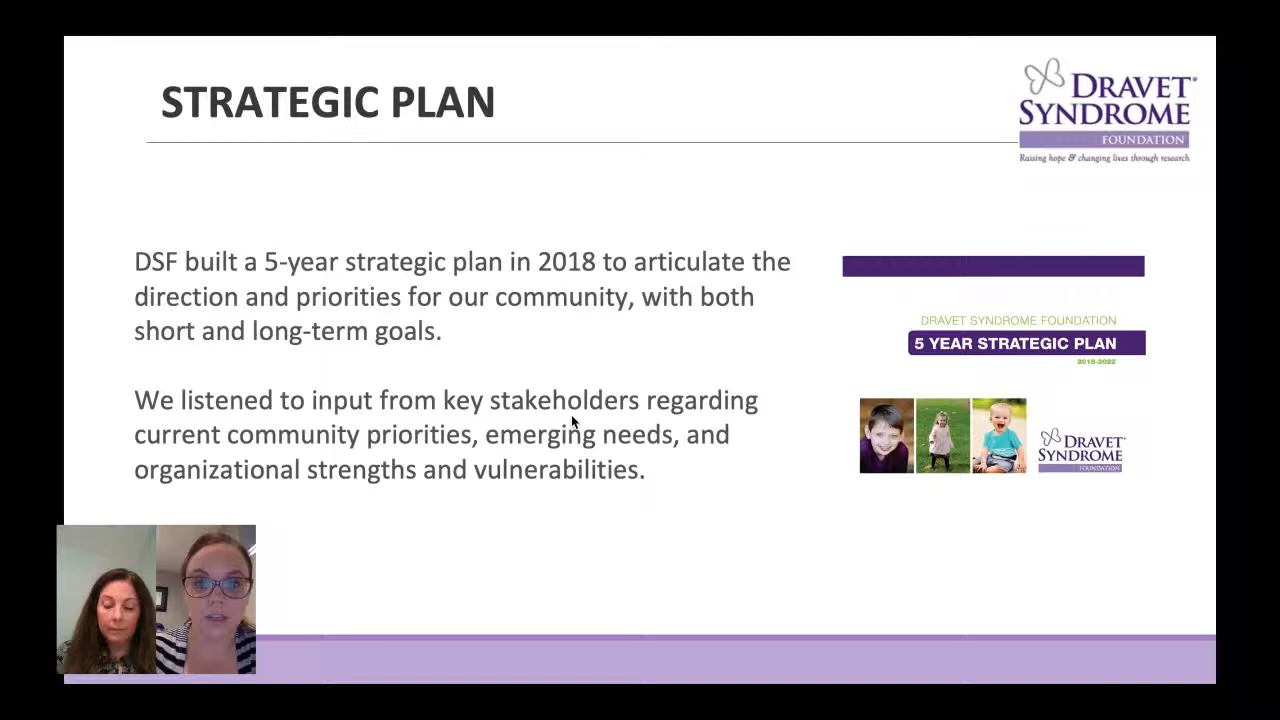 STRATEGIC PLAN
DRAVET®
SYNDROME
FOUNDATION
Raising hope & changing lives through research
DSF built a 5-year strategic plan in 2018 to articulate the
direction and priorities for our community, with both
short and long-term goals.
We listened to input from key stakeholders regarding
current community priorities, emerging needs, and
organizational strengths and vulnerabilities.
DRAVET SYNDROME FOUNDATION
5 YEAR STRATEGIC PLAN
2018-2022
DRAVET
SYNDROME
FOUNDATION